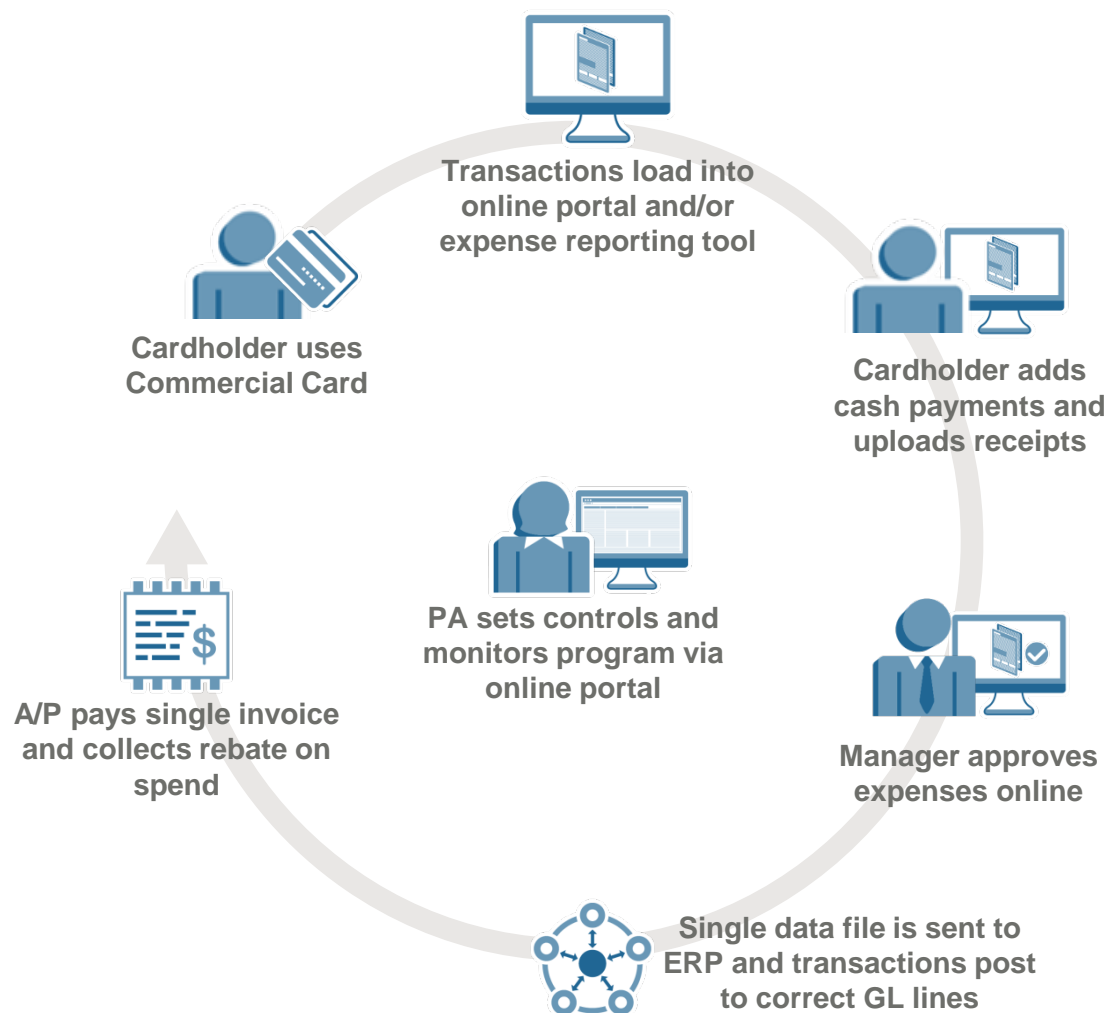 Transactions load into
online portal and/or
expense reporting tool
Cardholder uses
Commercial Card
Cardholder adds
cash payments and
uploads receipts
PA sets controls and
monitors program via
online portal
$
A/P pays single invoice
and collects rebate on
spend
Manager approves
expenses online
Single data file is sent to
ERP and transactions post
to correct GL lines